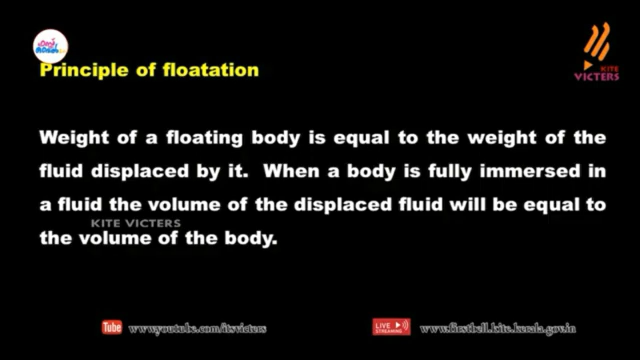 Principle of floatation
KITE
VICTERS
Weight of a floating body is equal to the weight of the
fluid displaced by it. When a body is fully immersed in
a fluid the volume of the displaced fluid will be equal to
KITE VICTERS
the volume of the body.
You Tube www.youtube.com/itsvicters
LIVE STREAMING www.firstbell.kite.kerala.gov.in